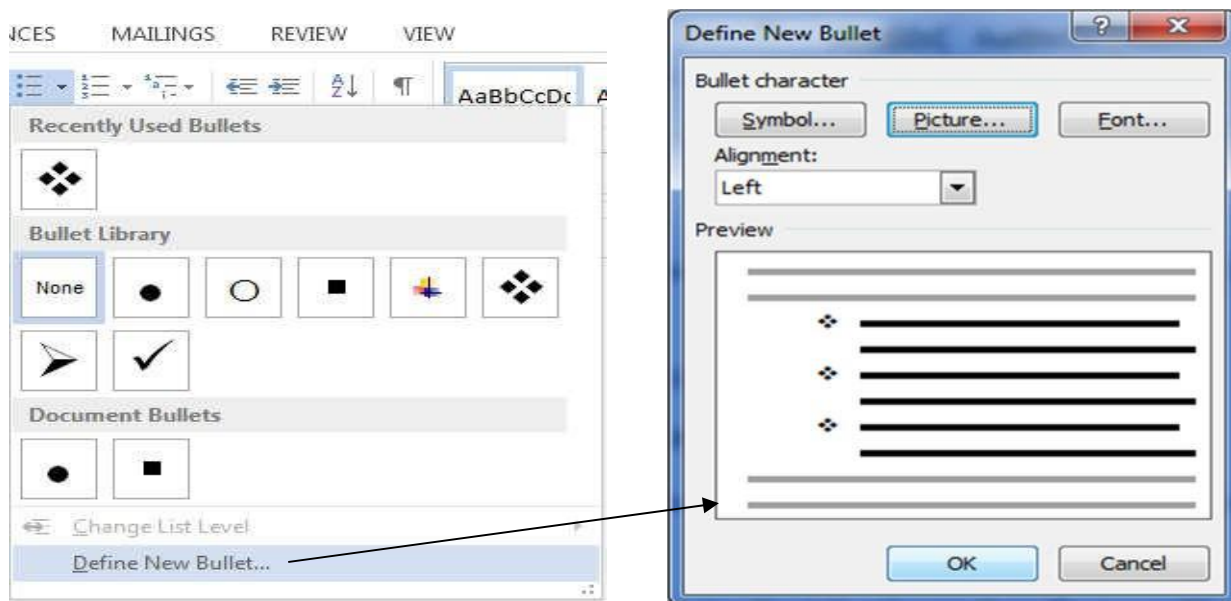 NCES MAILINGS REVIEW VIEW
AaBbCcDc A
Recently Used Bullets
Bullet Library
None
Document Bullets
Change List Level
Define New Bullet...
Define New Bullet
Bullet character
Symbol... Picture... Font...
Alignment:
Left
Preview
OK Cancel